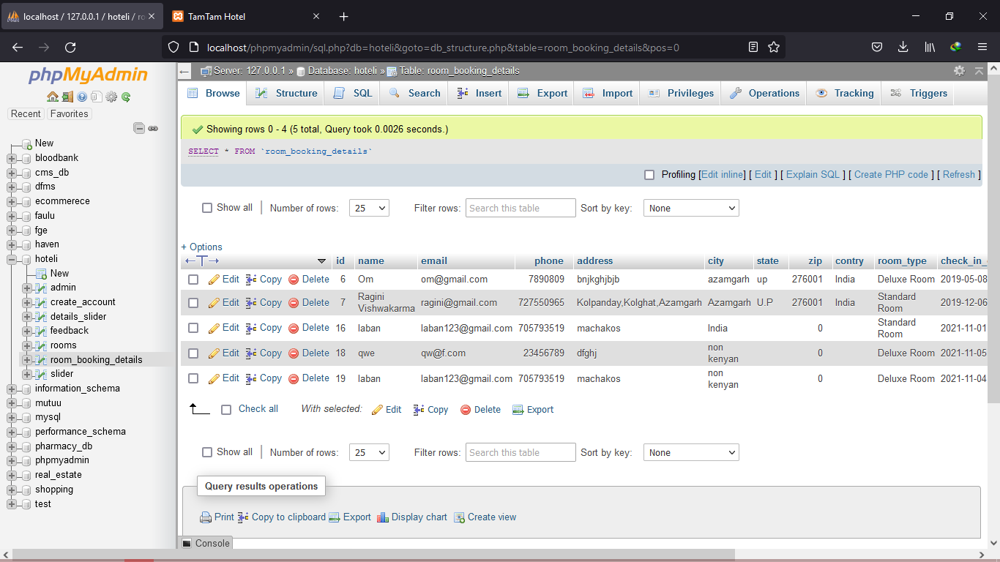 localhost / 127.0.0.1 / hoteli / ro
TamTam Hotel
localhost/phpmyadmin/sql.php?db=hoteli&goto=db_structure.php&table=room_booking_details&pos=0
phpMyAdmin
Recent Favorites
New
bloodbank
cms_db
dfms
ecommerece
faulu
fge
haven
hoteli
New
admin
create_account
details_slider
feedback
rooms
room_booking_details
slider
information_schema
mutuu
mysql
performance_schema
pharmacy_db
phpmyadmin
real_estate
shopping
test
Server: 127.0.0.1 » Database: hoteli » Table: room_booking_details
Browse Structure SQL Search Insert Export Import Privileges Operations Tracking Triggers
Showing rows 0 - 4 (5 total, Query took 0.0026 seconds.)
SELECT * FROM `room_booking_details`
Profiling [Edit inline] [ Edit ] [ Explain SQL ] [ Create PHP code ] [ Refresh ]
Show all Number of rows: 25 Filter rows: Search this table Sort by key: None
+ Options
←T→ id name email phone address city state zip contry room_type check_in_
Edit Copy Delete 6 Om om@gmail.com 7890809 bnjkghjbjb azamgarh up 276001 India Deluxe Room 2019-05-08
Edit Copy Delete 7 Ragini Vishwakarma ragini@gmail.com 727550965 Kolpanday,Kolghat,Azamgarh Azamgarh U.P 276001 India Standard Room 2019-12-06
Edit Copy Delete 16 laban laban123@gmail.com 705793519 machakos India 0 Standard Room 2021-11-01
Edit Copy Delete 18 qwe qw@f.com 23456789 dfghj non kenyan 0 Deluxe Room 2021-11-05
Edit Copy Delete 19 laban laban123@gmail.com 705793519 machakos non kenyan 0 Deluxe Room 2021-11-04
Check all With selected: Edit Copy Delete Export
Show all Number of rows: 25 Filter rows: Search this table Sort by key: None
Query results operations
Print Copy to clipboard Export Display chart Create view
Console